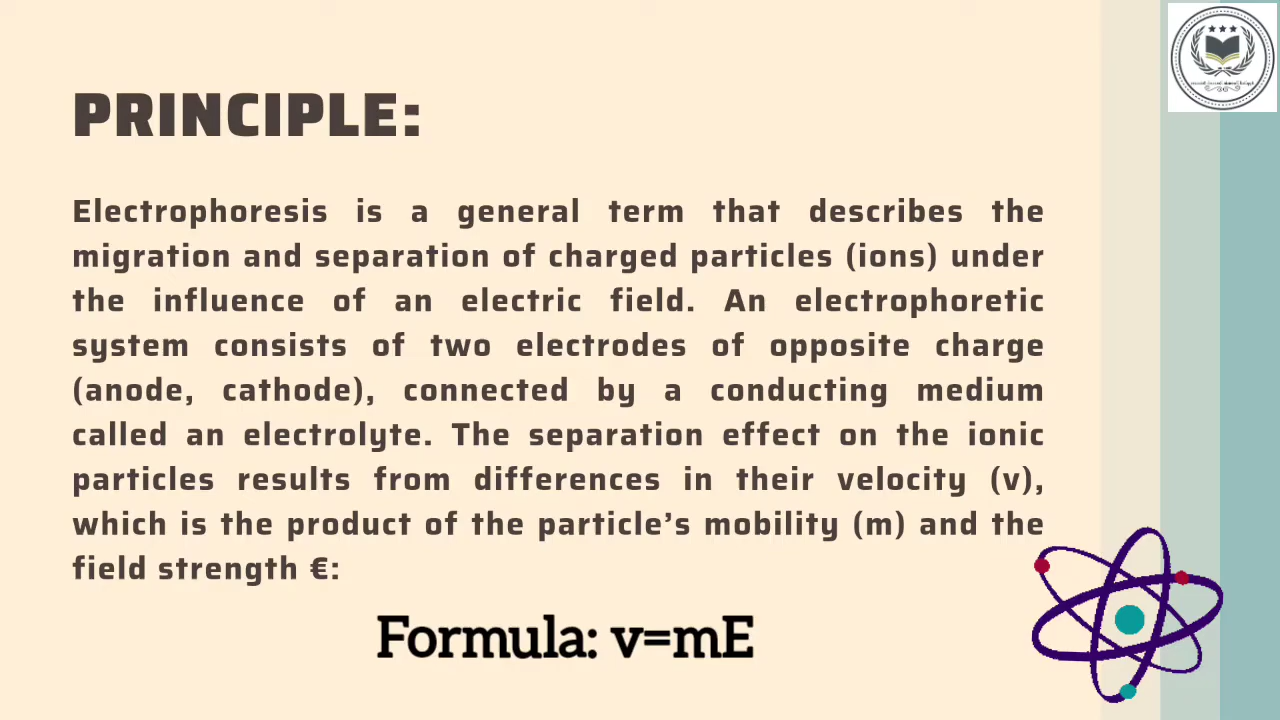 PRINCIPLE:
Electrophoresis is a general term that describes the
migration and separation of charged particles (ions) under
the influence of an electric field. An electrophoretic
system consists of two electrodes of opposite charge
(anode, cathode), connected by a conducting medium
called an electrolyte. The separation effect on the ionic
particles results from differences in their velocity (v),
which is the product of the particle’s mobility (m) and the
field strength €:
Formula: v=mE